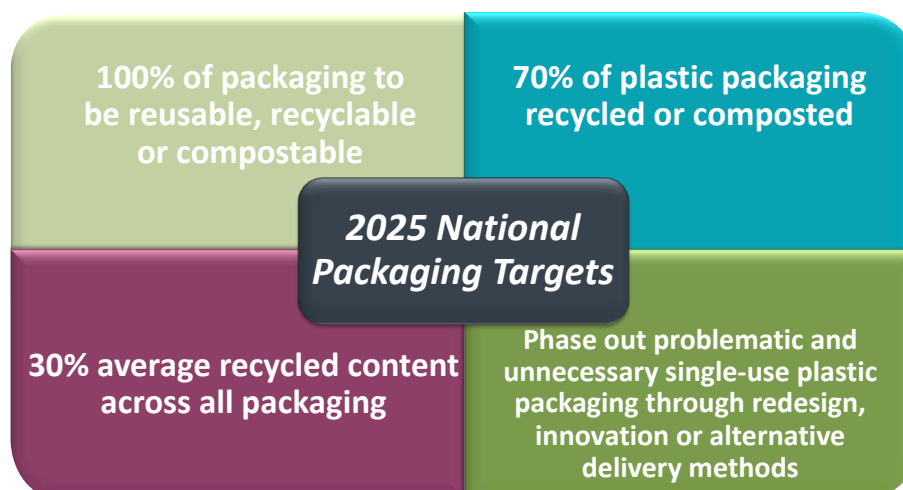 100% of packaging to
be reusable, recyclable
or compostable
70% of plastic packaging
recycled or composted
2025 National
Packaging Targets
30% average recycled content
across all packaging
Phase out problematic and
unnecessary single-use plastic
packaging through redesign,
innovation or alternative
delivery methods